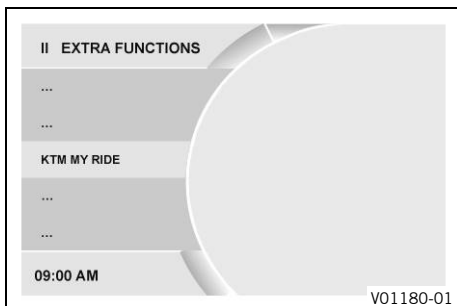 II EXTRA FUNCTIONS
...
...
KTM MY RIDE
...
...
09:00 AM
V01180-01